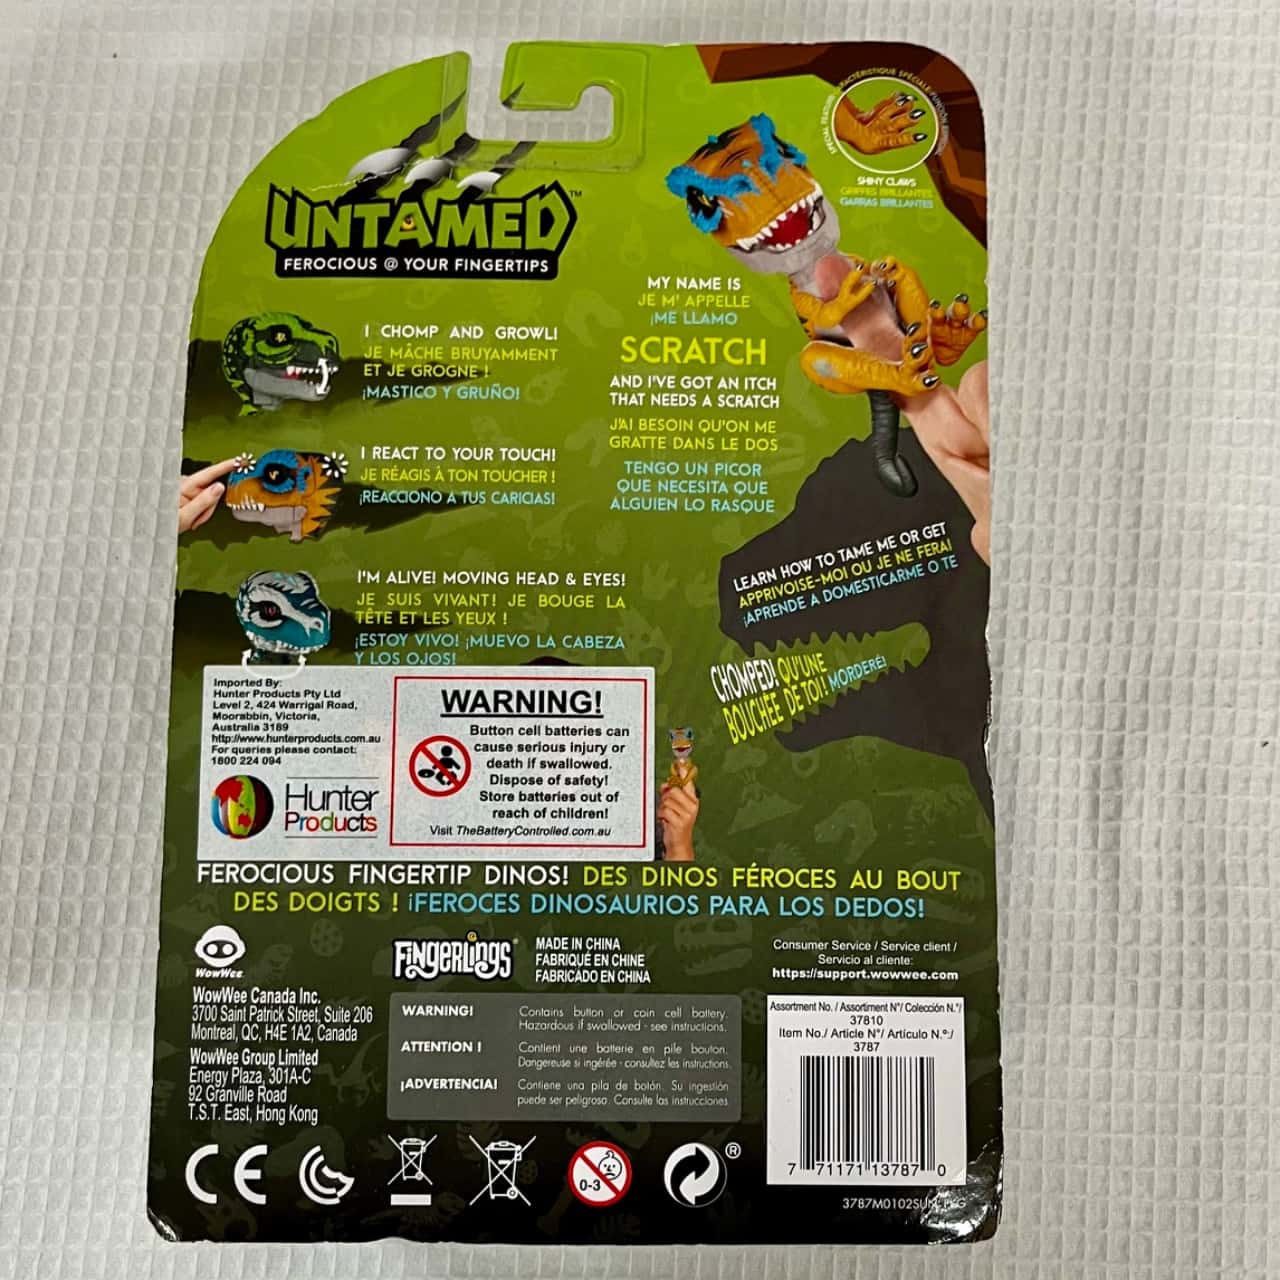 UNTAMED™
FEROCIOUS @ YOUR FINGERTIPS
SHINY CLAWS
GRIFFES BRILLANTES
GARRAS BRILLANTES
MY NAME IS
JE M' APPELLE
¡ME LLAMO
SCRATCH
AND I'VE GOT AN ITCH
THAT NEEDS A SCRATCH
J'AI BESOIN QU'ON ME
GRATTE DANS LE DOS
TENGO UN PICOR
QUE NECESITA QUE
ALGUIEN LO RASQUE
I CHOMP AND GROWL!
JE MÂCHE BRUYAMMENT
ET JE GROGNE !
¡MASTICO Y GRUÑO!
I REACT TO YOUR TOUCH!
JE RÉAGIS À TON TOUCHER !
¡REACCIONO A TUS CARICIAS!
I'M ALIVE! MOVING HEAD & EYES!
JE SUIS VIVANT! JE BOUGE LA
TÊTE ET LES YEUX !
¡ESTOY VIVO! ¡MUEVO LA CABEZA
Y LOS OJOS!
LEARN HOW TO TAME ME OR GET
APPRIVOISE-MOI OU JE NE FERAI
¡APRENDE A DOMESTICARME O TE
CHOMPED! QU'UNE
BOUCHÉE DE TOI! MORDERÉ!
Imported By:
Hunter Products Pty Ltd
Level 2, 424 Warrigal Road,
Moorabbin, Victoria,
Australia 3189
http://www.hunterproducts.com.au
For queries please contact:
1800 224 094
Hunter
Products
WARNING!
Button cell batteries can
cause serious injury or
death if swallowed.
Dispose of safety!
Store batteries out of
reach of children!
Visit TheBatteryControlled.com.au
FEROCIOUS FINGERTIP DINOS! DES DINOS FÉROCES AU BOUT
DES DOIGTS ! ¡FEROCES DINOSAURIOS PARA LOS DEDOS!
WowWee
FiNgerLings
MADE IN CHINA
FABRIQUÉ EN CHINE
FABRICADO EN CHINA
Consumer Service / Service client /
Servicio al cliente:
https://support.wowwee.com
WowWee Canada Inc.
3700 Saint Patrick Street, Suite 206
Montreal, QC, H4E 1A2, Canada
WowWee Group Limited
Energy Plaza, 301A-C
92 Granville Road
T.S.T. East, Hong Kong
WARNING! Contains button or coin cell battery.
Hazardous if swallowed - see instructions.
ATTENTION ! Contient une batterie en pile bouton.
Dangereuse si ingérée - consultez les instructions.
¡ADVERTENCIA! Contiene una pila de botón. Su ingestión
puede ser peligrosa. Consulte las instrucciones
Assortment No. / Assortiment N°/ Colección N.°/
37810
Item No./ Article N°/ Artículo N.°:/
3787
7 71171 13787 0
CE
0-3
®
3787M0102SUN